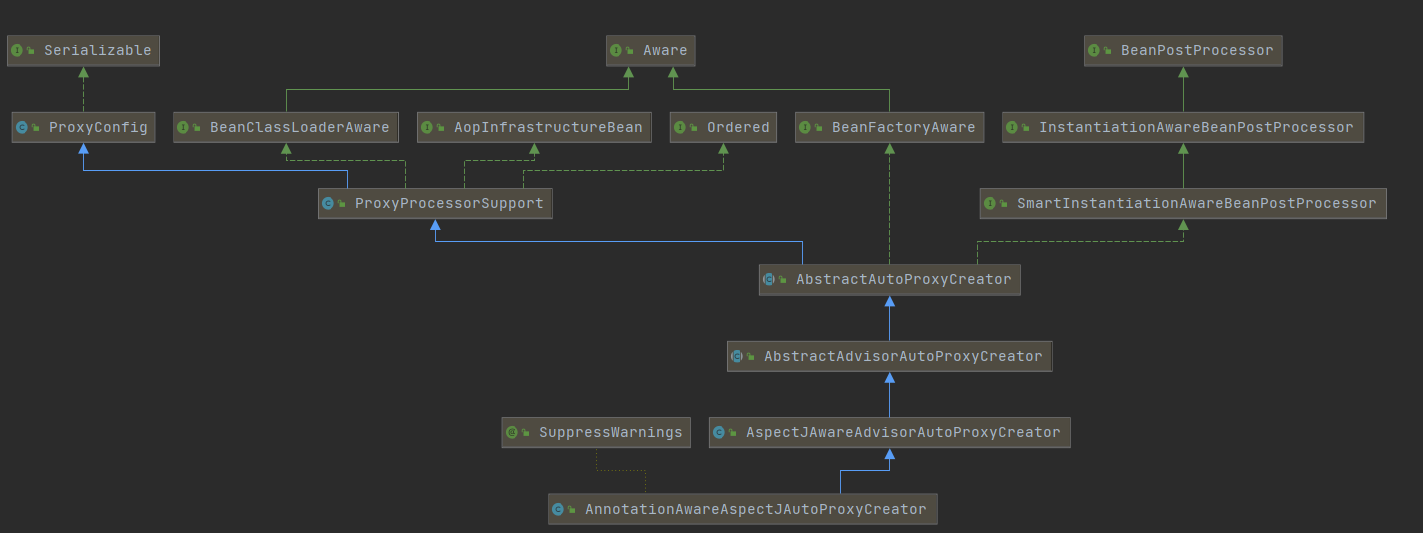 Serializable
Aware
BeanPostProcessor
ProxyConfig
BeanClassLoaderAware
AopInfrastructureBean
Ordered
BeanFactoryAware
InstantiationAwareBeanPostProcessor
ProxyProcessorSupport
SmartInstantiationAwareBeanPostProcessor
AbstractAutoProxyCreator
AbstractAdvisorAutoProxyCreator
SuppressWarnings
AspectJAwareAdvisorAutoProxyCreator
AnnotationAwareAspectJAutoProxyCreator